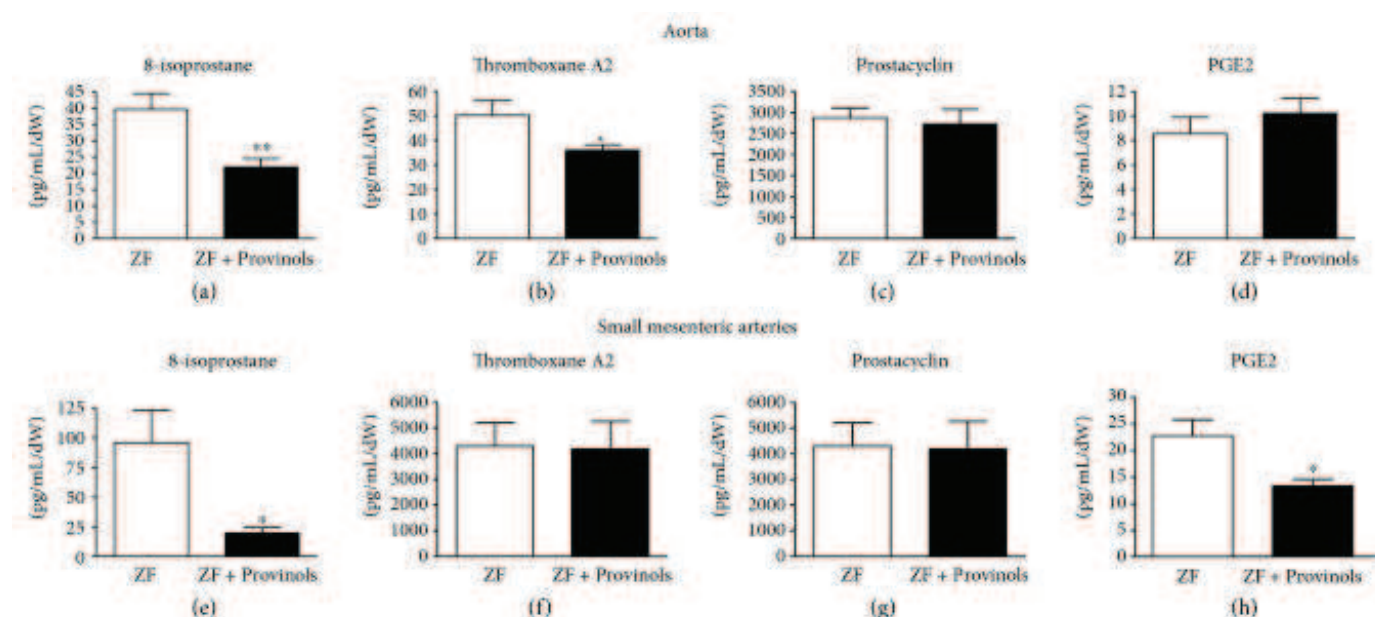 Aorta
8-isoprostane
Thromboxane A2
Prostacyclin
PGE2
(pg/mL/dW)
45
40
35
30
25
20
15
10
5
0
ZF
ZF + Provinols
(a)
(pg/mL/dW)
60
50
40
30
20
10
0
ZF
ZF + Provinols
(b)
(pg/mL/dW)
3500
3000
2500
2000
1500
1000
500
0
ZF
ZF + Provinols
(c)
(pg/mL/dW)
12
10
8
6
4
2
0
ZF
ZF + Provinols
(d)
**
*
Small mesenteric arteries
8-isoprostane
Thromboxane A2
Prostacyclin
PGE2
(pg/mL/dW)
125
100
75
50
25
0
*
ZF
ZF + Provinols
(e)
(pg/mL/dW)
6000
5000
4000
3000
2000
1000
0
ZF
ZF + Provinols
(f)
(pg/mL/dW)
6000
5000
4000
3000
2000
1000
0
ZF
ZF + Provinols
(g)
(pg/mL/dW)
30
25
20
15
10
5
0
*
ZF
ZF + Provinols
(h)